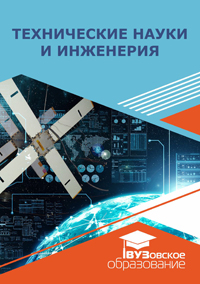 ТЕХНИЧЕСКИЕ НАУКИ
И ИНЖЕНЕРИЯ
ВУЗовское
образование